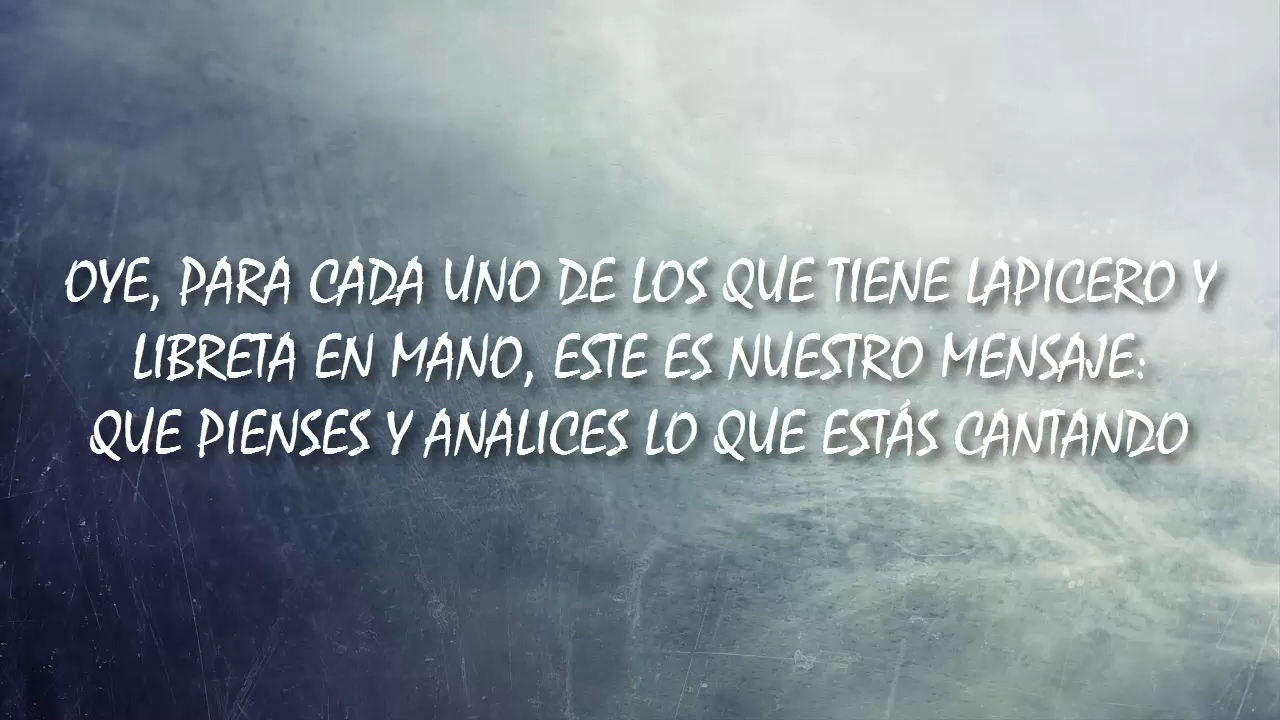 OYE, PARA CADA UNO DE LOS QUE TIENE LAPICERO Y
LIBRETA EN MANO, ESTE ES NUESTRO MENSAJE:
QUE PIENSES Y ANALICES LO QUE ESTÁS CANTANDO